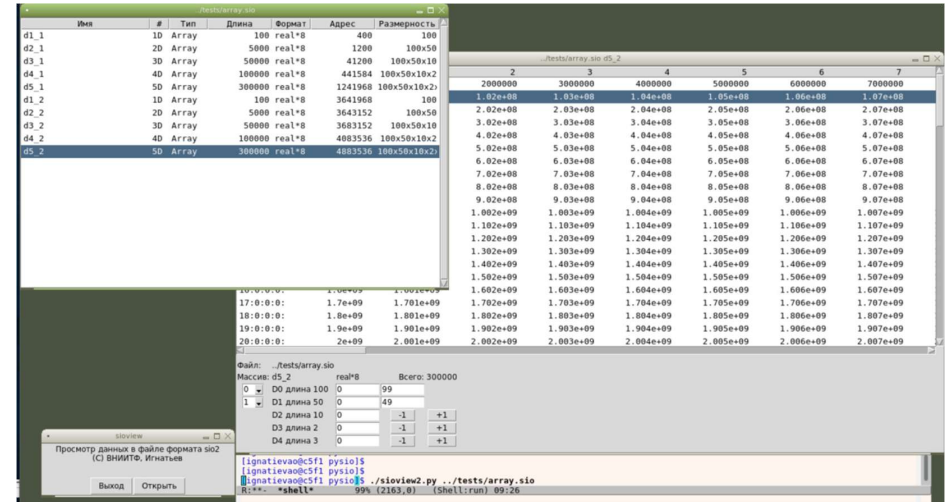 ../tests/array.sio
Имя # Тип Длина Формат Адрес Размерность
d1_1 1D Array 100 real*8 400 100
d2_1 2D Array 5000 real*8 1200 100x50
d3_1 3D Array 50000 real*8 41200 100x50x10
d4_1 4D Array 100000 real*8 441584 100x50x10x2
d5_1 5D Array 300000 real*8 1241968 100x50x10x2x
d1_2 1D Array 100 real*8 3641968 100
d2_2 2D Array 5000 real*8 3643152 100x50
d3_2 3D Array 50000 real*8 3683152 100x50x10
d4_2 4D Array 100000 real*8 4083536 100x50x10x2
d5_2 5D Array 300000 real*8 4883536 100x50x10x2x
../tests/array.sio d5_2
2 3 4 5 6 7
2000000 3000000 4000000 5000000 6000000 7000000
1.02e+08 1.03e+08 1.04e+08 1.05e+08 1.06e+08 1.07e+08
2.02e+08 2.03e+08 2.04e+08 2.05e+08 2.06e+08 2.07e+08
3.02e+08 3.03e+08 3.04e+08 3.05e+08 3.06e+08 3.07e+08
4.02e+08 4.03e+08 4.04e+08 4.05e+08 4.06e+08 4.07e+08
5.02e+08 5.03e+08 5.04e+08 5.05e+08 5.06e+08 5.07e+08
6.02e+08 6.03e+08 6.04e+08 6.05e+08 6.06e+08 6.07e+08
7.02e+08 7.03e+08 7.04e+08 7.05e+08 7.06e+08 7.07e+08
8.02e+08 8.03e+08 8.04e+08 8.05e+08 8.06e+08 8.07e+08
9.02e+08 9.03e+08 9.04e+08 9.05e+08 9.06e+08 9.07e+08
1.002e+09 1.003e+09 1.004e+09 1.005e+09 1.006e+09 1.007e+09
1.102e+09 1.103e+09 1.104e+09 1.105e+09 1.106e+09 1.107e+09
1.202e+09 1.203e+09 1.204e+09 1.205e+09 1.206e+09 1.207e+09
1.302e+09 1.303e+09 1.304e+09 1.305e+09 1.306e+09 1.307e+09
1.402e+09 1.403e+09 1.404e+09 1.405e+09 1.406e+09 1.407e+09
1.502e+09 1.503e+09 1.504e+09 1.505e+09 1.506e+09 1.507e+09
16:0:0:0: 1.6e+09 1.601e+09 1.602e+09 1.603e+09 1.604e+09 1.605e+09 1.606e+09 1.607e+09
17:0:0:0: 1.7e+09 1.701e+09 1.702e+09 1.703e+09 1.704e+09 1.705e+09 1.706e+09 1.707e+09
18:0:0:0: 1.8e+09 1.801e+09 1.802e+09 1.803e+09 1.804e+09 1.805e+09 1.806e+09 1.807e+09
19:0:0:0: 1.9e+09 1.901e+09 1.902e+09 1.903e+09 1.904e+09 1.905e+09 1.906e+09 1.907e+09
20:0:0:0: 2e+09 2.001e+09 2.002e+09 2.003e+09 2.004e+09 2.005e+09 2.006e+09 2.007e+09
Файл: ../tests/array.sio
Массив: d5_2 real*8 Всего: 300000
0 D0 длина 100 0 99
1 D1 длина 50 0 49
D2 длина 10 0 -1 +1
D3 длина 2 0 -1 +1
D4 длина 3 0 -1 +1
sioview
Просмотр данных в файле формата sio2
(C) ВНИИТФ, Игнатьев
Выход Открыть
[ignatievao@c5f1 pysio]$
[ignatievao@c5f1 pysio]$
[ignatievao@c5f1 pysio]$ ./sioview2.py ../tests/array.sio
R:**- *shell* 99% (2163,0) (Shell:run) 09:26